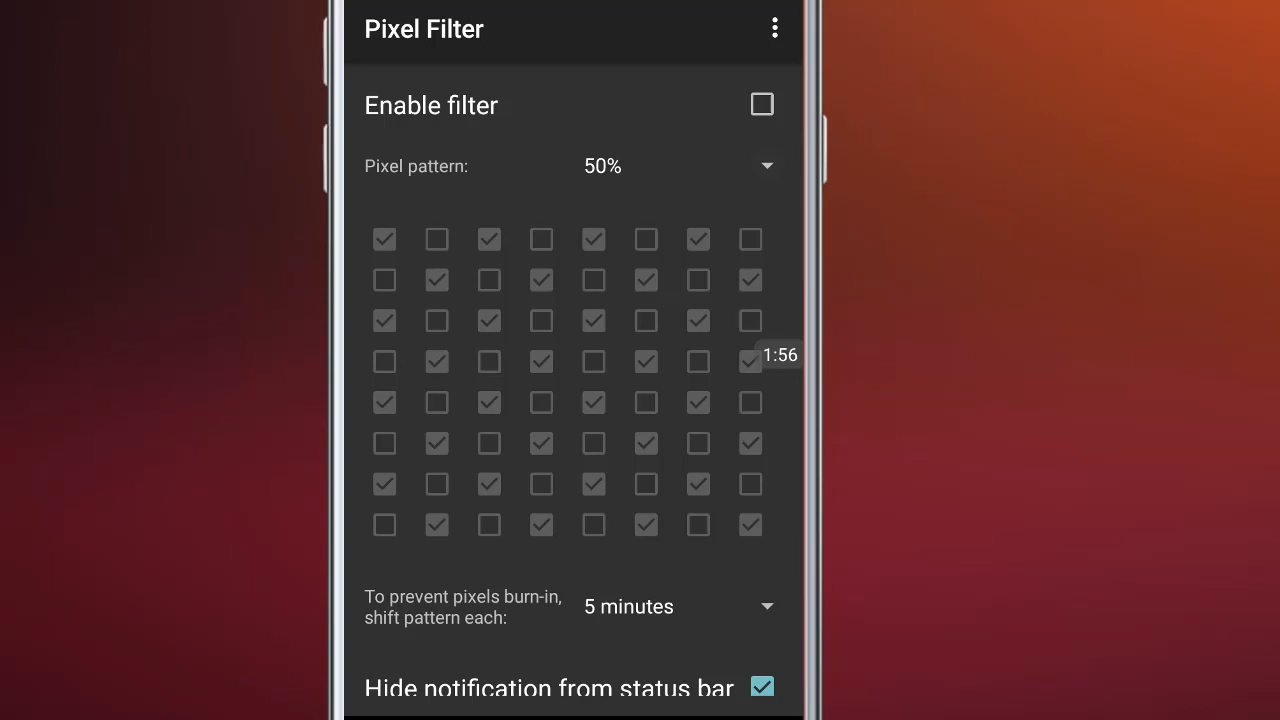 Pixel Filter
Enable filter
Pixel pattern: 50%
1:56
To prevent pixels burn-in,
shift pattern each: 5 minutes
Hide notification from status bar